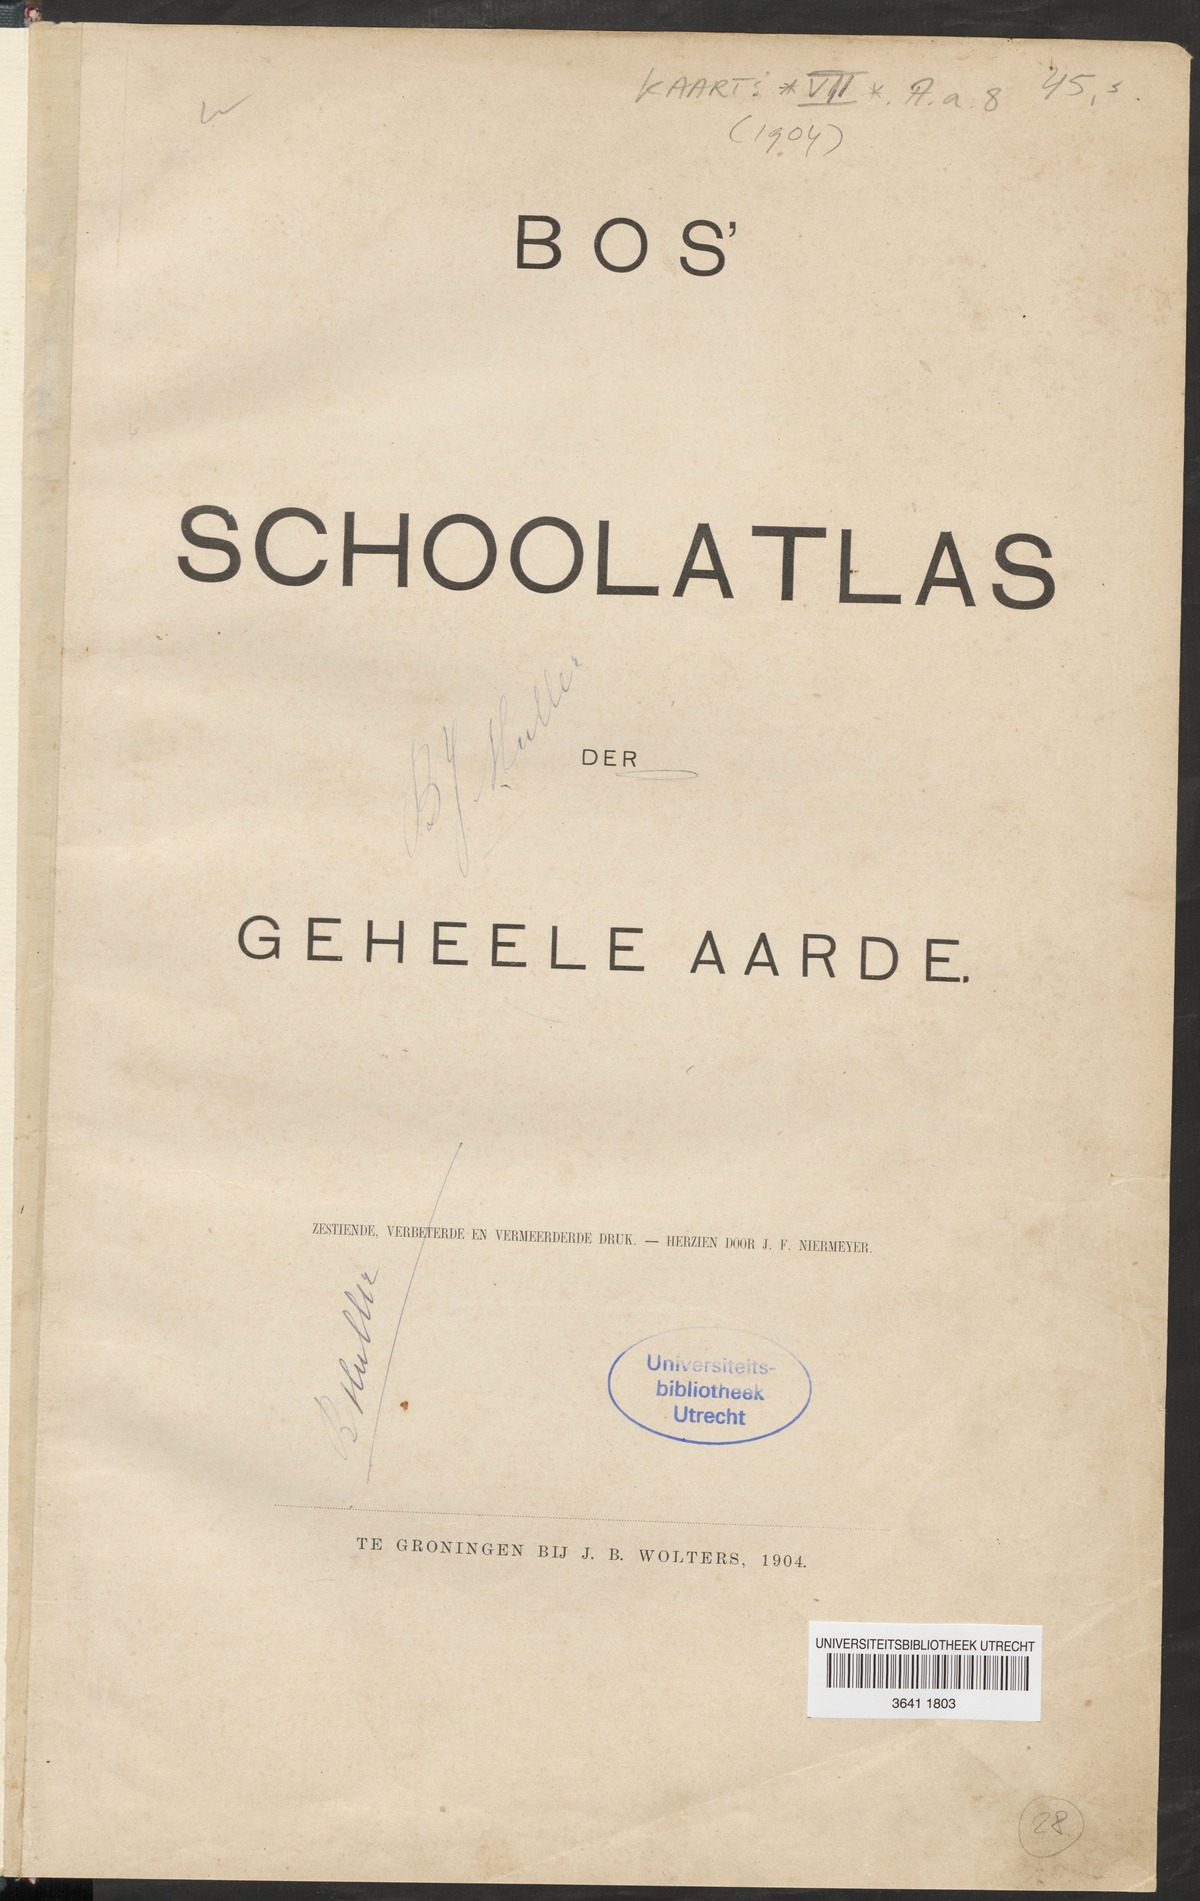 KAART: *VII*. A.a.8 45,s.
(1904)
BOS'
SCHOOLATLAS
DER
GEHEELE AARDE.
ZESTIENDE, VERBETERDE EN VERMEERDERDE DRUK. — HERZIEN DOOR J. F. NIERMEYER.
Universiteits-
bibliotheek
Utrecht
TE GRONINGEN BIJ J. B. WOLTERS, 1904.
UNIVERSITEITSBIBLIOTHEEK UTRECHT
3641 1803
28